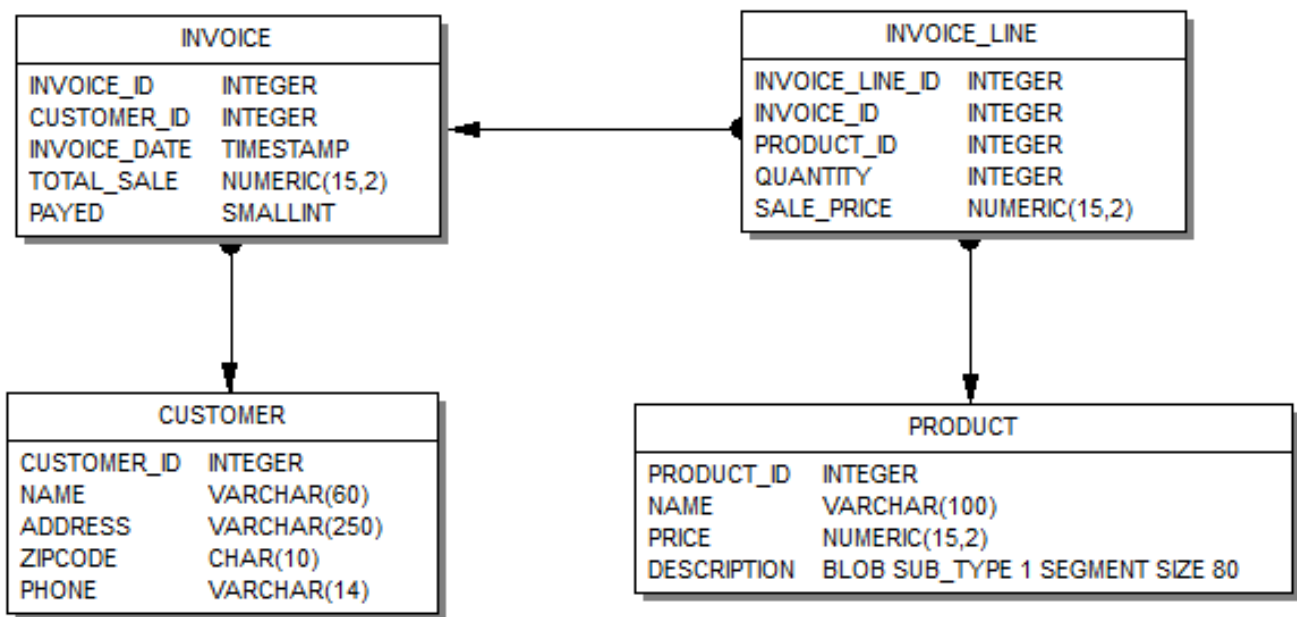 INVOICE
INVOICE_ID INTEGER
CUSTOMER_ID INTEGER
INVOICE_DATE TIMESTAMP
TOTAL_SALE NUMERIC(15,2)
PAYED SMALLINT
INVOICE_LINE
INVOICE_LINE_ID INTEGER
INVOICE_ID INTEGER
PRODUCT_ID INTEGER
QUANTITY INTEGER
SALE_PRICE NUMERIC(15,2)
CUSTOMER
CUSTOMER_ID INTEGER
NAME VARCHAR(60)
ADDRESS VARCHAR(250)
ZIPCODE CHAR(10)
PHONE VARCHAR(14)
PRODUCT
PRODUCT_ID INTEGER
NAME VARCHAR(100)
PRICE NUMERIC(15,2)
DESCRIPTION BLOB SUB_TYPE 1 SEGMENT SIZE 80